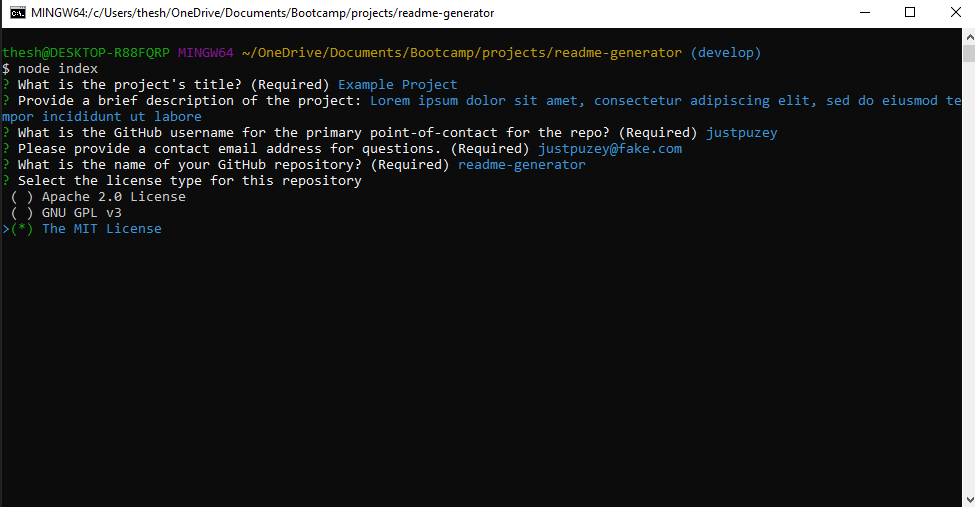 MINGW64:/c/Users/thesh/OneDrive/Documents/Bootcamp/projects/readme-generator
thesh@DESKTOP-R88FQRP MINGW64 ~/OneDrive/Documents/Bootcamp/projects/readme-generator (develop)
$ node index
? What is the project's title? (Required) Example Project
? Provide a brief description of the project: Lorem ipsum dolor sit amet, consectetur adipiscing elit, sed do eiusmod te
mpor incididunt ut labore
? What is the GitHub username for the primary point-of-contact for the repo? (Required) justpuzey
? Please provide a contact email address for questions. (Required) justpuzey@fake.com
? What is the name of your GitHub repository? (Required) readme-generator
? Select the license type for this repository
( ) Apache 2.0 License
( ) GNU GPL v3
>(*) The MIT License